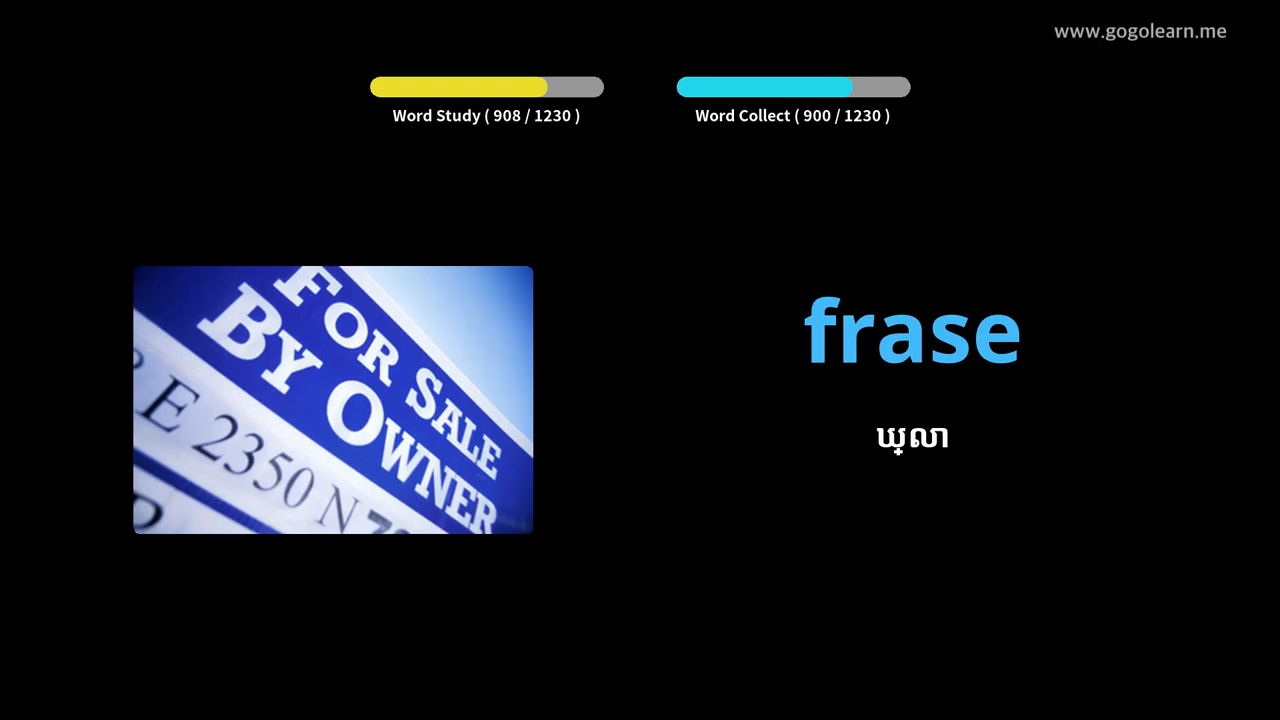 www.gogolearn.me
Word Study ( 908 / 1230 )
Word Collect ( 900 / 1230 )
FOR SALE
BY OWNER
E 2350 N
frase
ឃ្លា